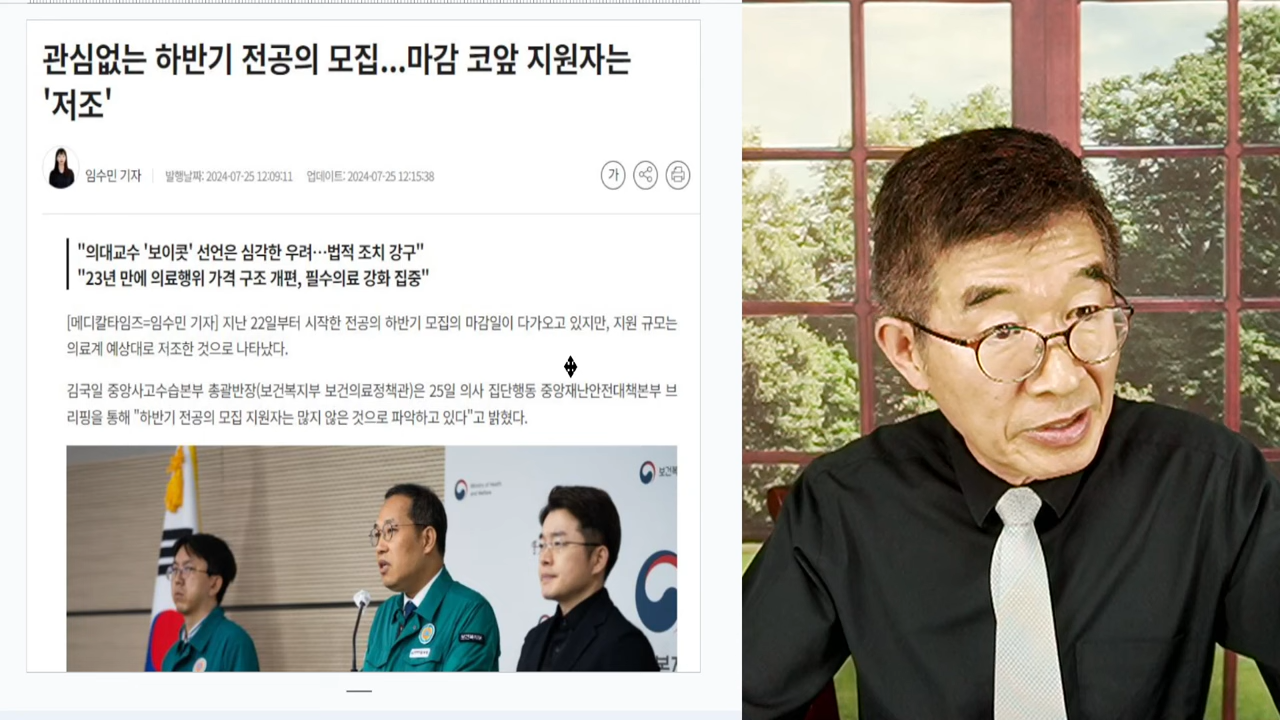 관심없는 하반기 전공의 모집...마감 코앞 지원자는
'저조'
임수민 기자
발행날짜: 2024-07-25 12:09:11
업데이트: 2024-07-25 12:15:38
가
"의대교수 '보이콧' 선언은 심각한 우려…법적 조치 강구"
"23년 만에 의료행위 가격 구조 개편, 필수의료 강화 집중"
[메디칼타임즈=임수민 기자] 지난 22일부터 시작한 전공의 하반기 모집의 마감일이 다가오고 있지만, 지원 규모는
의료계 예상대로 저조한 것으로 나타났다.
김국일 중앙사고수습본부 총괄반장(보건복지부 보건의료정책관)은 25일 의사 집단행동 중앙재난안전대책본부 브
리핑을 통해 "하반기 전공의 모집 지원자는 많지 않은 것으로 파악하고 있다"고 밝혔다.
Ministry of Health
and Welfare